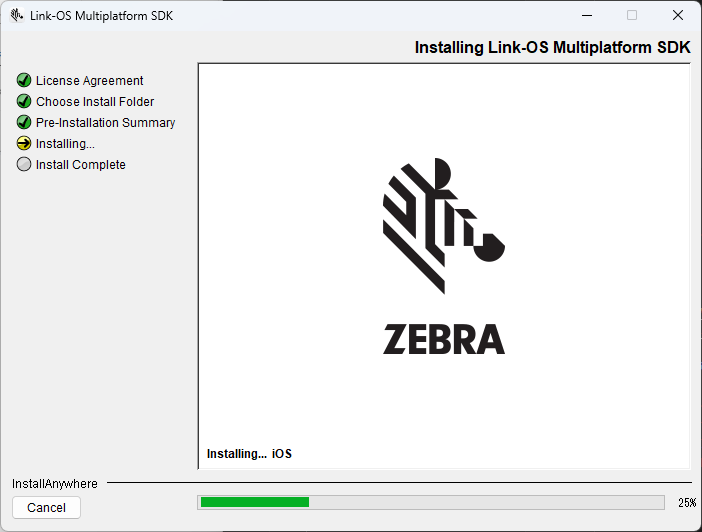 Link-OS Multiplatform SDK
Installing Link-OS Multiplatform SDK
License Agreement
Choose Install Folder
Pre-Installation Summary
Installing...
Install Complete
ZEBRA
Installing... iOS
InstallAnywhere
Cancel
25%